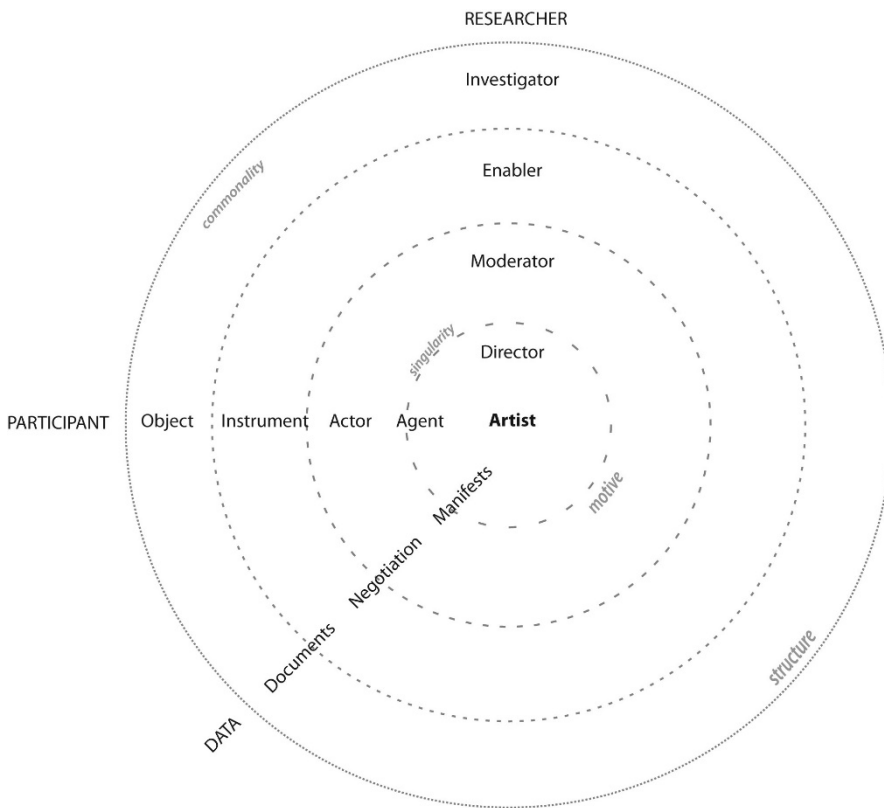 RESEARCHER
Investigator
commonality
Enabler
Moderator
singularity
Director
PARTICIPANT Object Instrument Actor Agent Artist
Manifests
motive
Negotiation
Documents
structure
DATA